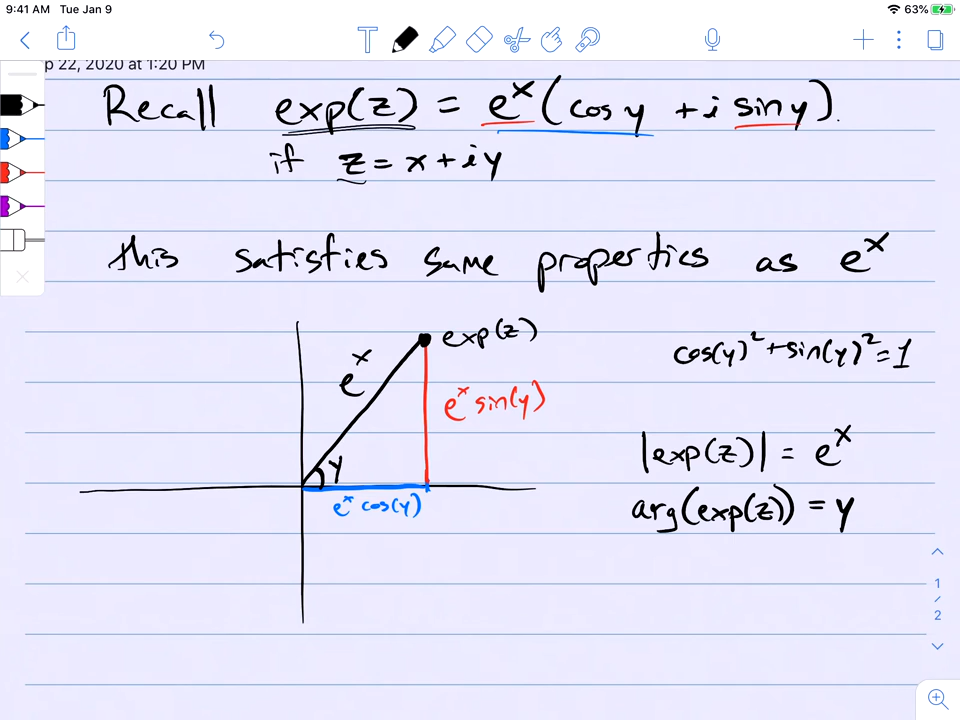 9:41 AM Tue Jan 9
63%
p 22, 2020 at 1:20 PM
Recall exp(z) = e^x (cos y + i sin y).
if z = x + iy
this satisfies same properties as e^x
exp(z)
e^x
e^x sin(y)
y
e^x cos(y)
cos(y)^2 + sin(y)^2 = 1
|exp(z)| = e^x
arg(exp(z)) = y
1
/
2